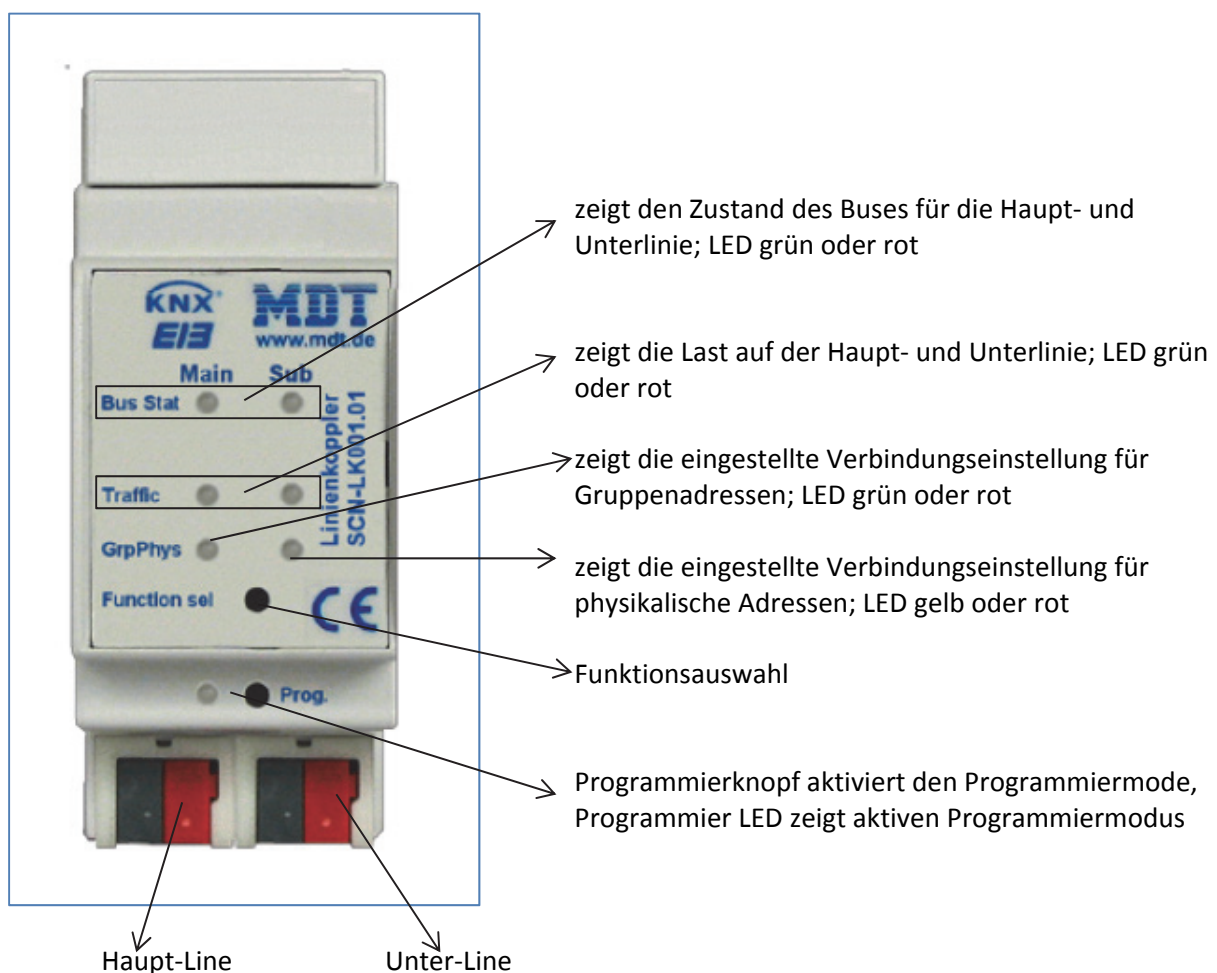 zeigt den Zustand des Buses für die Haupt- und
Unterlinie; LED grün oder rot
KNX
EIB
MDT
www.mdt.de
Main Sub
Bus Stat
Traffic
GrpPhys
Function sel
Linienkoppler
SCN-LK001.01
CE
Prog.
zeigt die Last auf der Haupt- und Unterlinie; LED grün
oder rot
zeigt die eingestellte Verbindungseinstellung für
Gruppenadressen; LED grün oder rot
zeigt die eingestellte Verbindungseinstellung für
physikalische Adressen; LED gelb oder rot
Funktionsauswahl
Programmierknopf aktiviert den Programmiermode,
Programmier LED zeigt aktiven Programmiermodus
Haupt-Line
Unter-Line